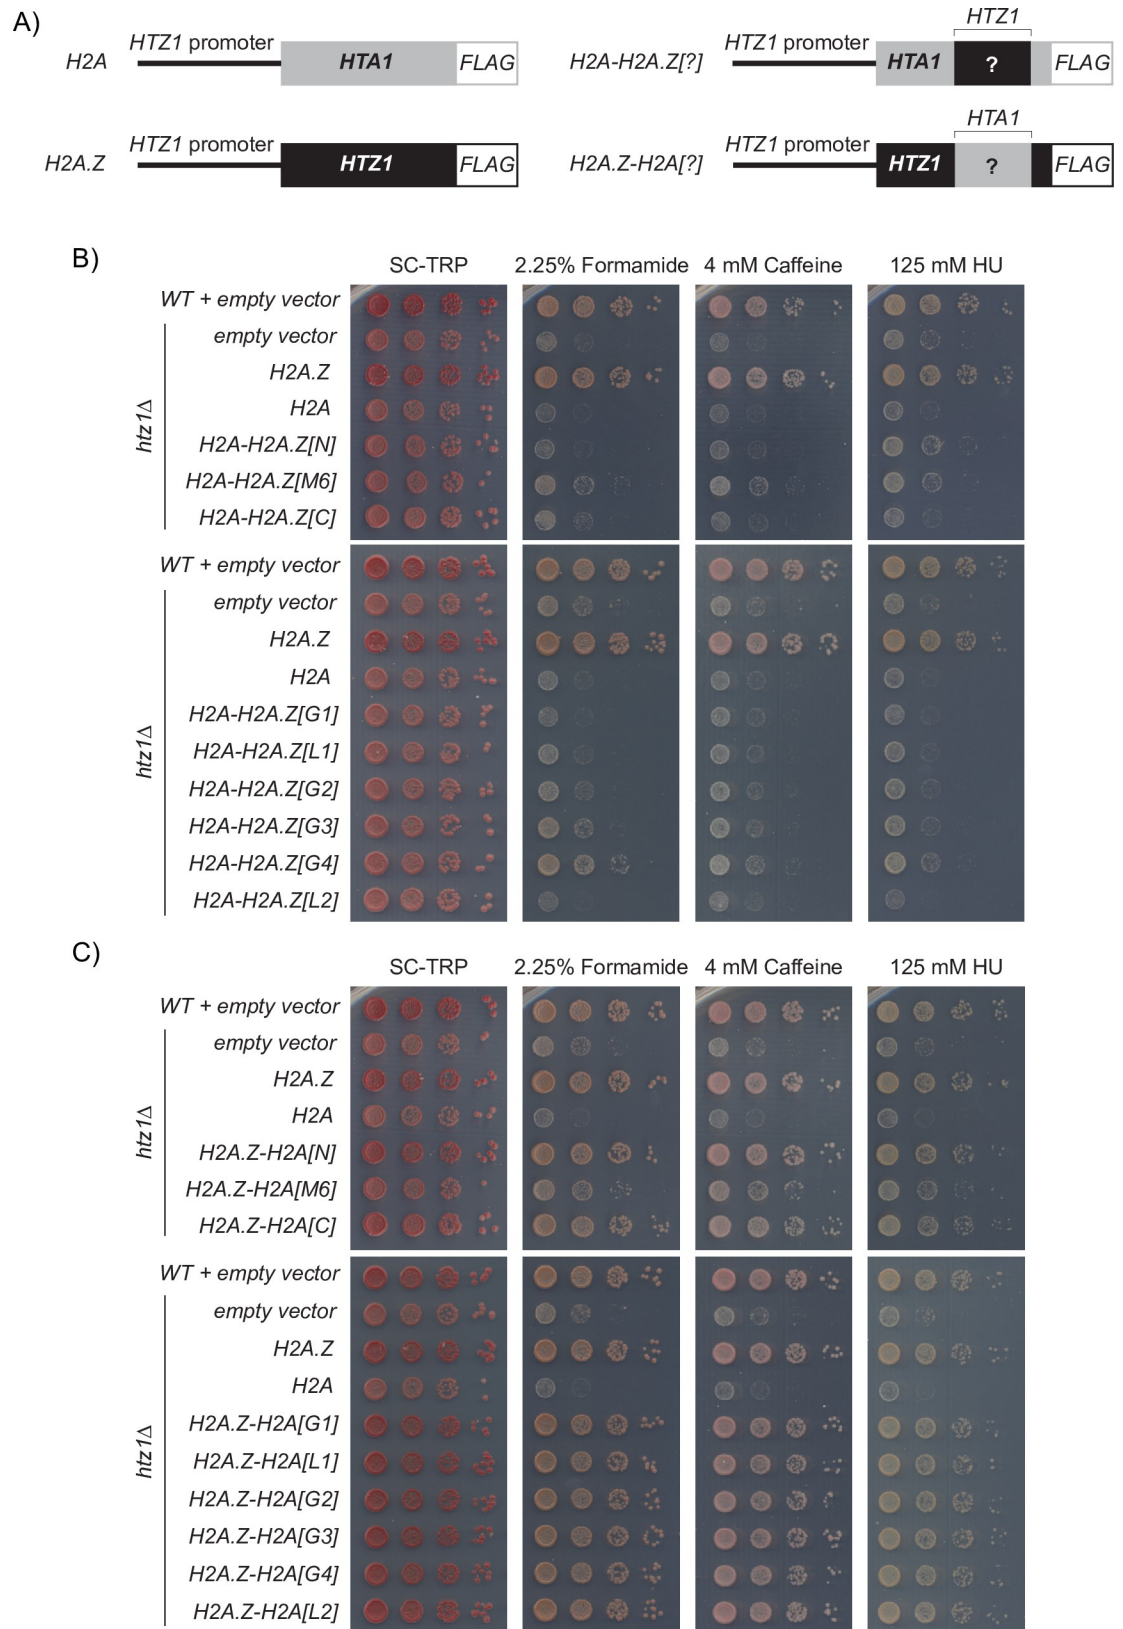 A)
H2A
HTZ1 promoter
HTA1
FLAG
H2A-H2A.Z[?]
HTZ1 promoter
HTA1
HTZ1
?
FLAG
H2A.Z
HTZ1 promoter
HTZ1
FLAG
H2A.Z-H2A[?]
HTZ1 promoter
HTZ1
HTA1
?
FLAG
B)
SC-TRP 2.25% Formamide 4 mM Caffeine 125 mM HU
WT + empty vector
htz1Δ
empty vector
H2A.Z
H2A
H2A-H2A.Z[N]
H2A-H2A.Z[M6]
H2A-H2A.Z[C]
WT + empty vector
htz1Δ
empty vector
H2A.Z
H2A
H2A-H2A.Z[G1]
H2A-H2A.Z[L1]
H2A-H2A.Z[G2]
H2A-H2A.Z[G3]
H2A-H2A.Z[G4]
H2A-H2A.Z[L2]
C)
SC-TRP 2.25% Formamide 4 mM Caffeine 125 mM HU
WT + empty vector
htz1Δ
empty vector
H2A.Z
H2A
H2A.Z-H2A[N]
H2A.Z-H2A[M6]
H2A.Z-H2A[C]
WT + empty vector
htz1Δ
empty vector
H2A.Z
H2A
H2A.Z-H2A[G1]
H2A.Z-H2A[L1]
H2A.Z-H2A[G2]
H2A.Z-H2A[G3]
H2A.Z-H2A[G4]
H2A.Z-H2A[L2]